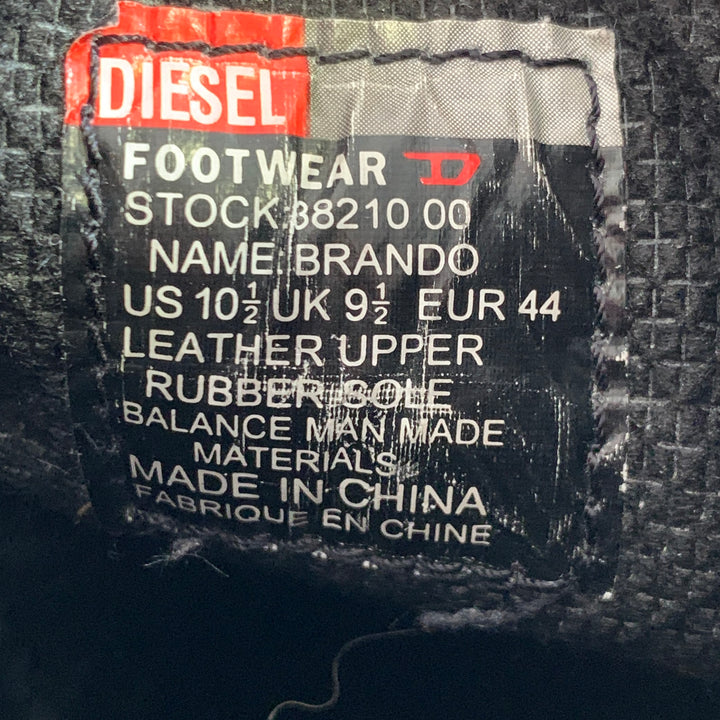 DIESEL
FOOTWEAR D
STOCK:38210 00
NAME:BRANDO
US 10½ UK 9½ EUR 44
LEATHER UPPER
RUBBER SOLE
BALANCE MAN MADE
MATERIALS
MADE IN CHINA
FABRIQUE EN CHINE